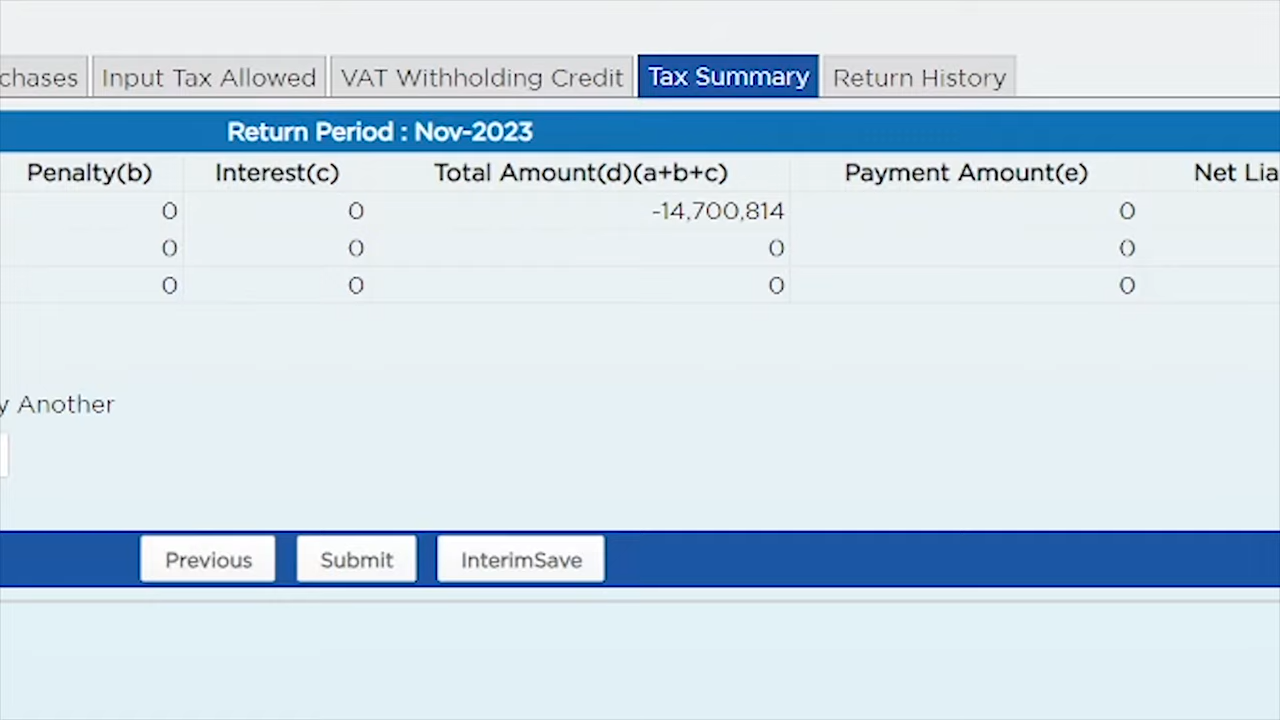 chases Input Tax Allowed VAT Withholding Credit Tax Summary Return History
Return Period : Nov-2023
Penalty(b) Interest(c) Total Amount(d)(a+b+c) Payment Amount(e) Net Lia
0 0 -14,700,814 0
0 0 0 0
0 0 0 0
y Another
Previous Submit InterimSave